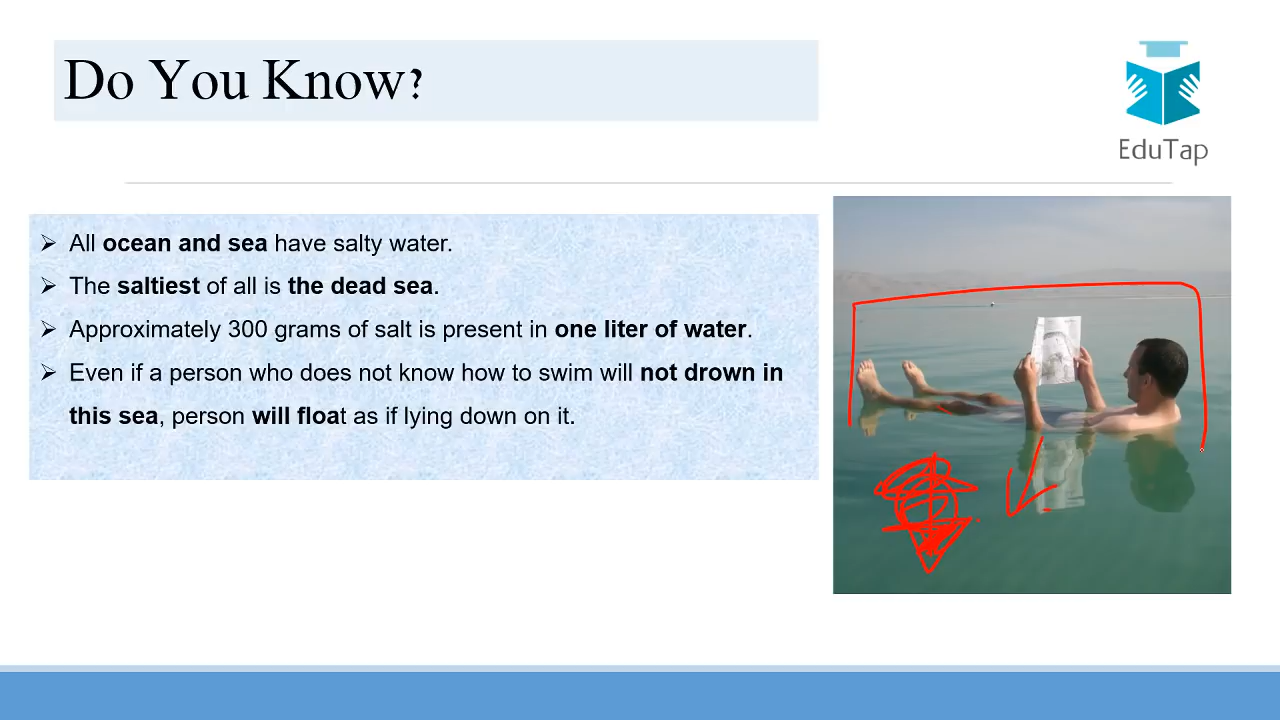 Do You Know?
EduTap
➢ All ocean and sea have salty water.
➢ The saltiest of all is the dead sea.
➢ Approximately 300 grams of salt is present in one liter of water.
➢ Even if a person who does not know how to swim will not drown in
this sea, person will float as if lying down on it.